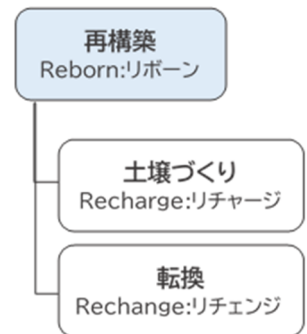 再構築
Reborn:リボーン
土壌づくり
Recharge:リチャージ
転換
Rechange:リチェンジ